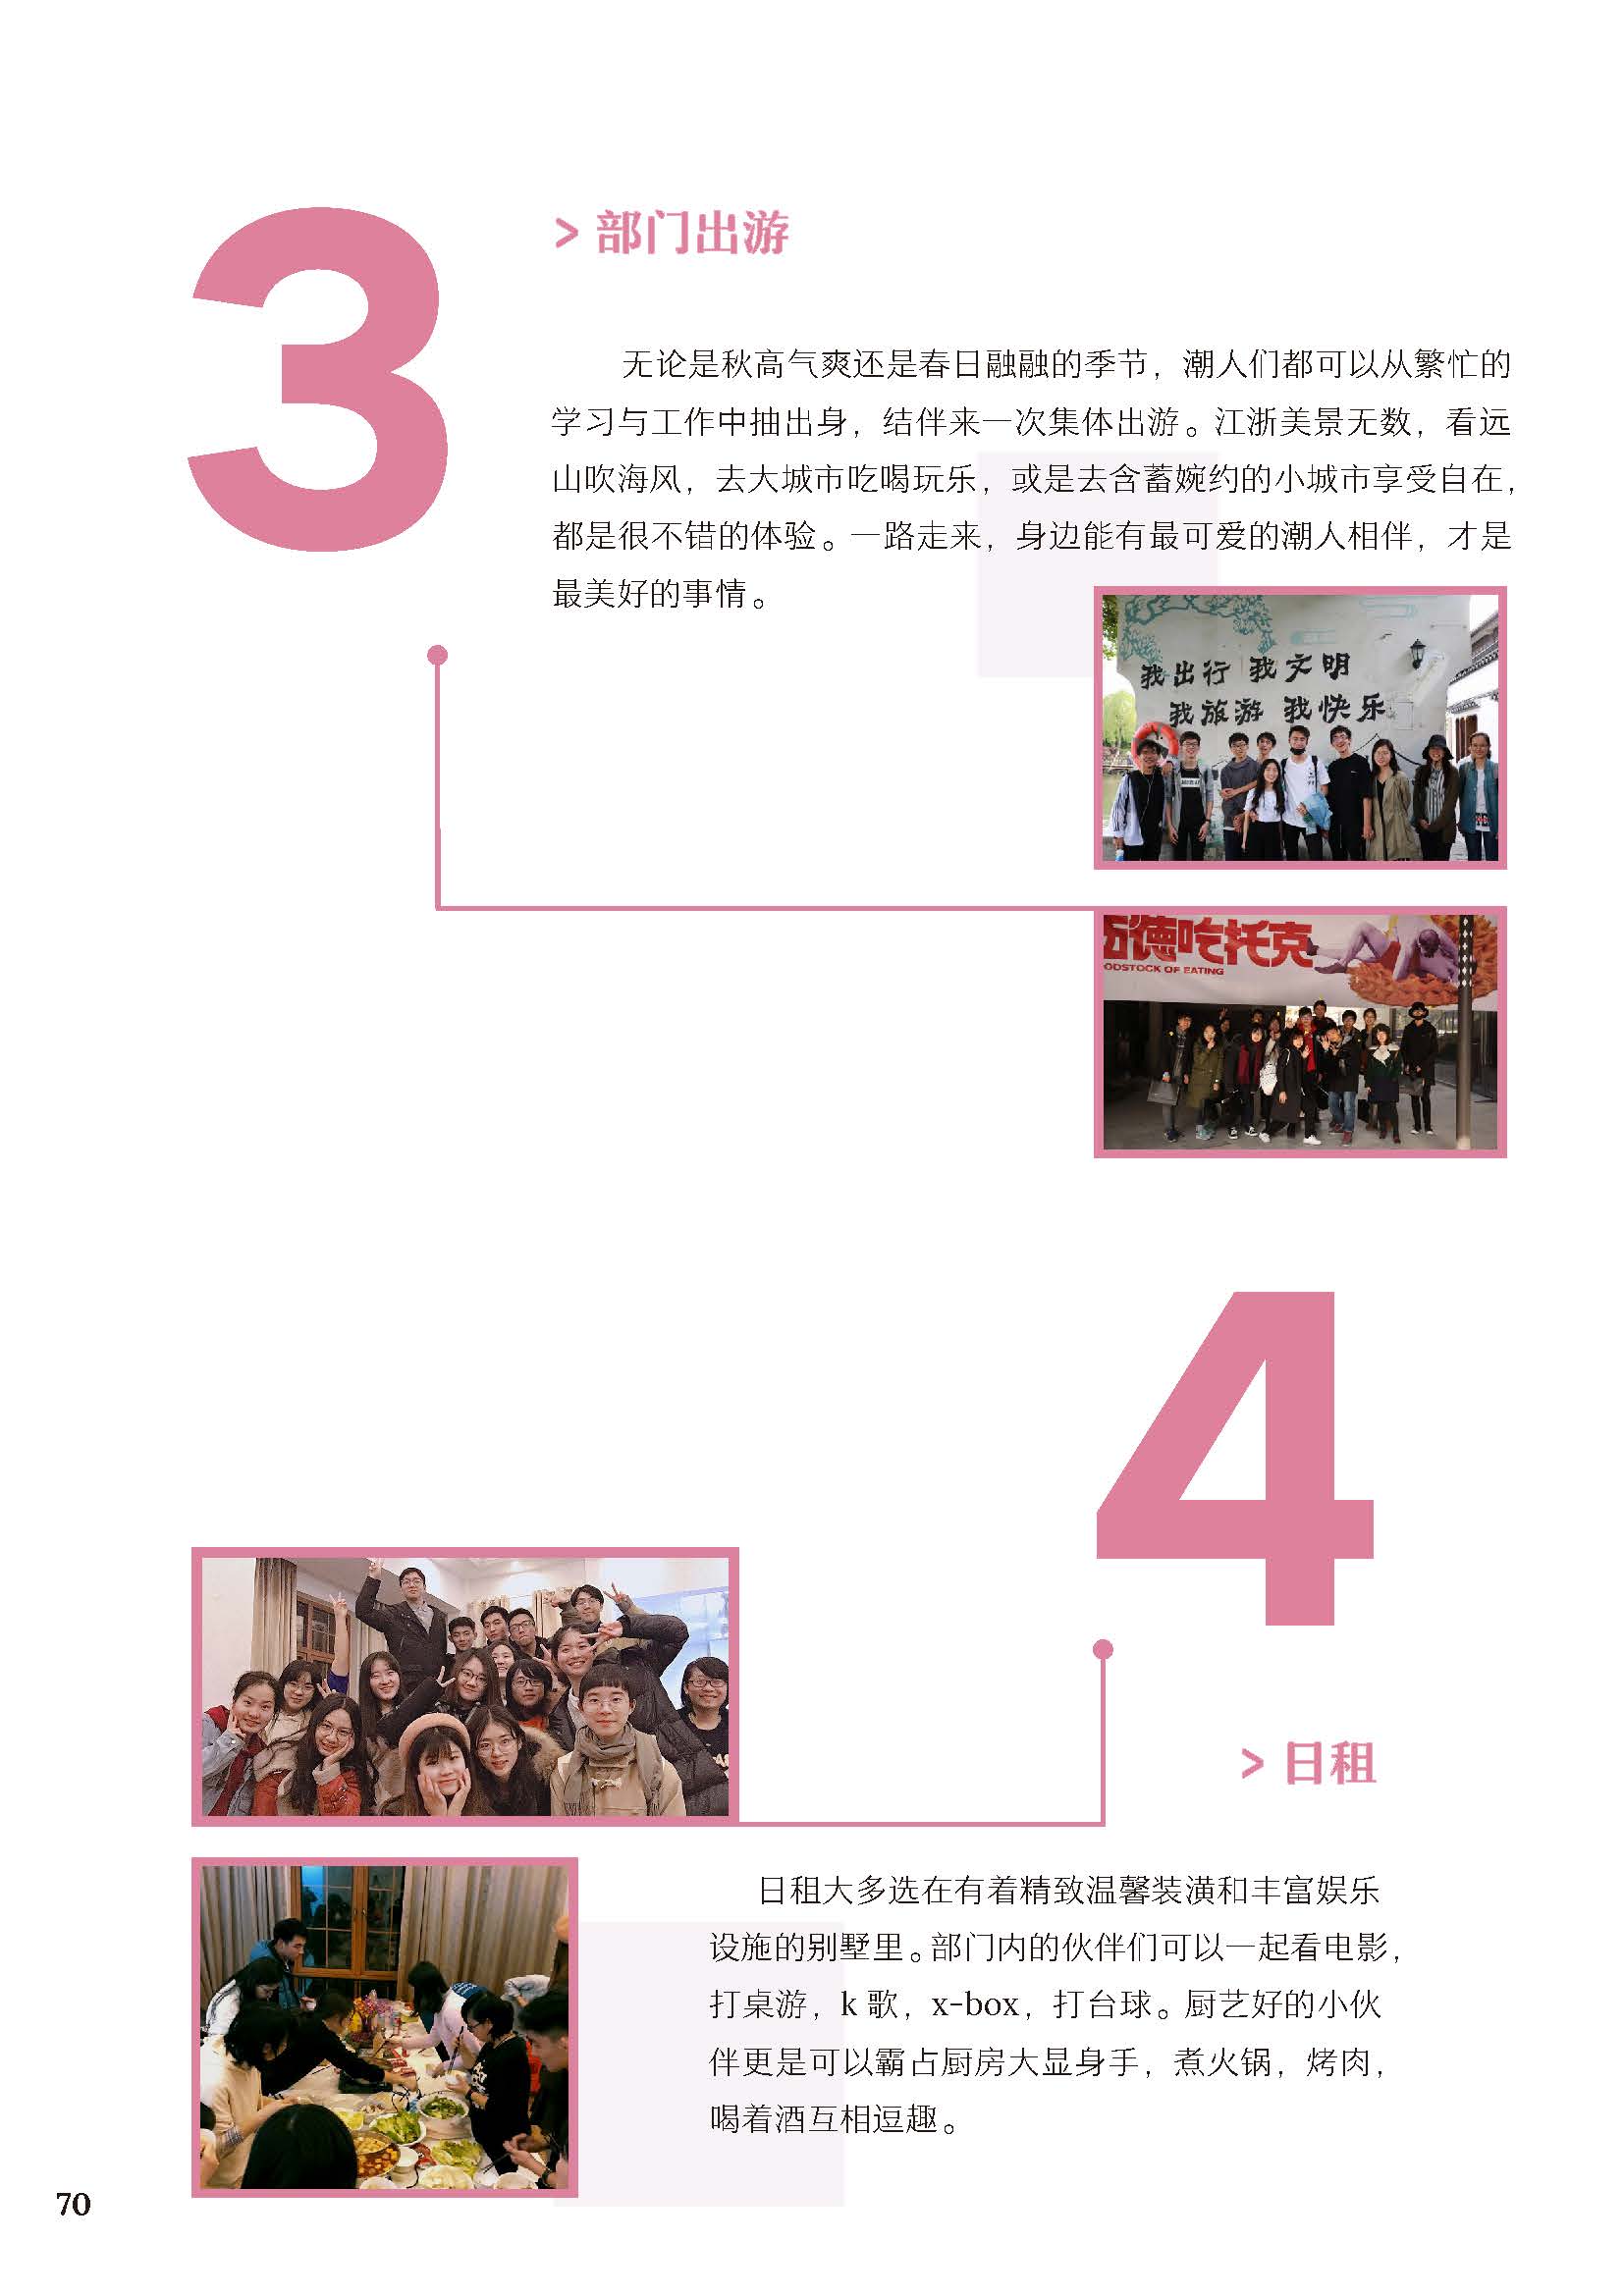 3
> 部门出游
无论是秋高气爽还是春日融融的季节，潮人们都可以从繁忙的
学习与工作中抽出身，结伴来一次集体出游。江浙美景无数，看远
山吹海风，去大城市吃喝玩乐，或是去含蓄婉约的小城市享受自在，
都是很不错的体验。一路走来，身边能有最可爱的潮人相伴，才是
最美好的事情。
我出行 我文明
我旅游 我快乐
德吃托克
ODSTOCK OF EATING
4
> 日租
日租大多选在有着精致温馨装潢和丰富娱乐
设施的别墅里。部门内的伙伴们可以一起看电影，
打桌游，k 歌，x-box，打台球。厨艺好的小伙
伴更是可以霸占厨房大显身手，煮火锅，烤肉，
喝着酒互相逗趣。
70